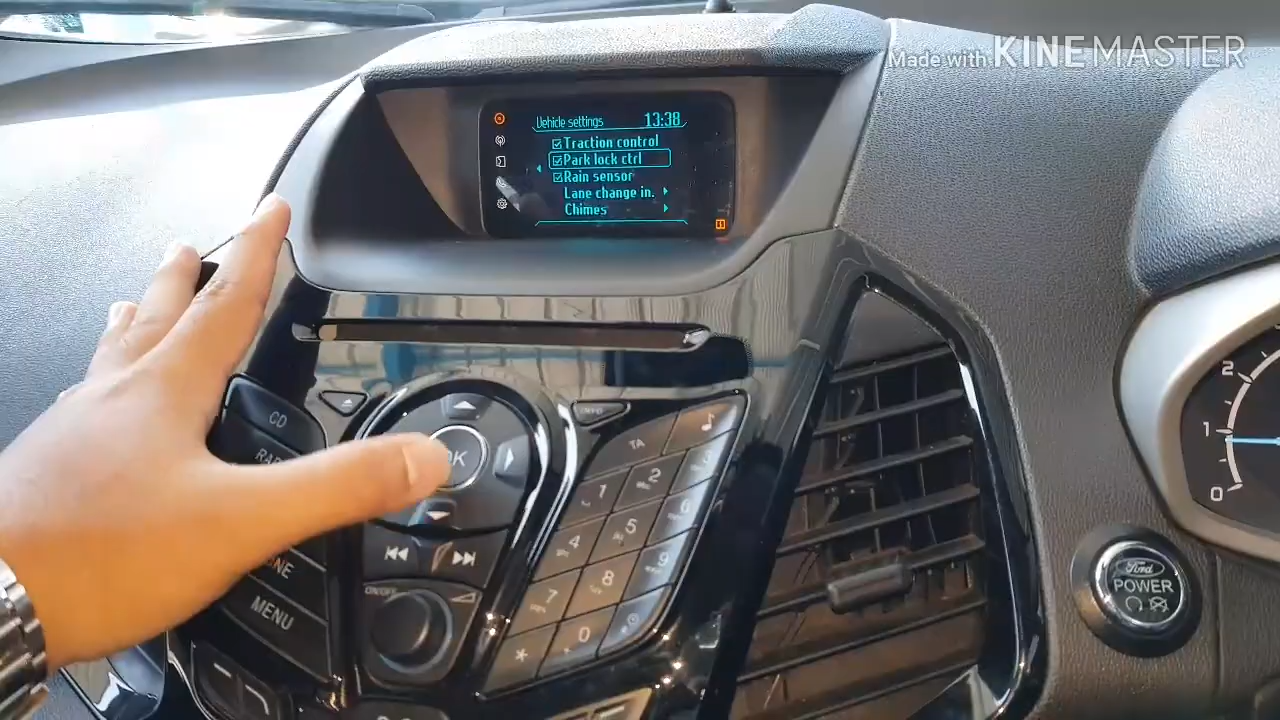 Made with KINEMASTER
Vehicle settings 13:38
Traction control
Park lock ctrl
Rain sensor
Lane change in.
Chimes
CD
INFO
TA
OK
1
2
3
4
5
6
7
8
9
*
0
MENU
ON/OFF
2
1
0
Ford
POWER